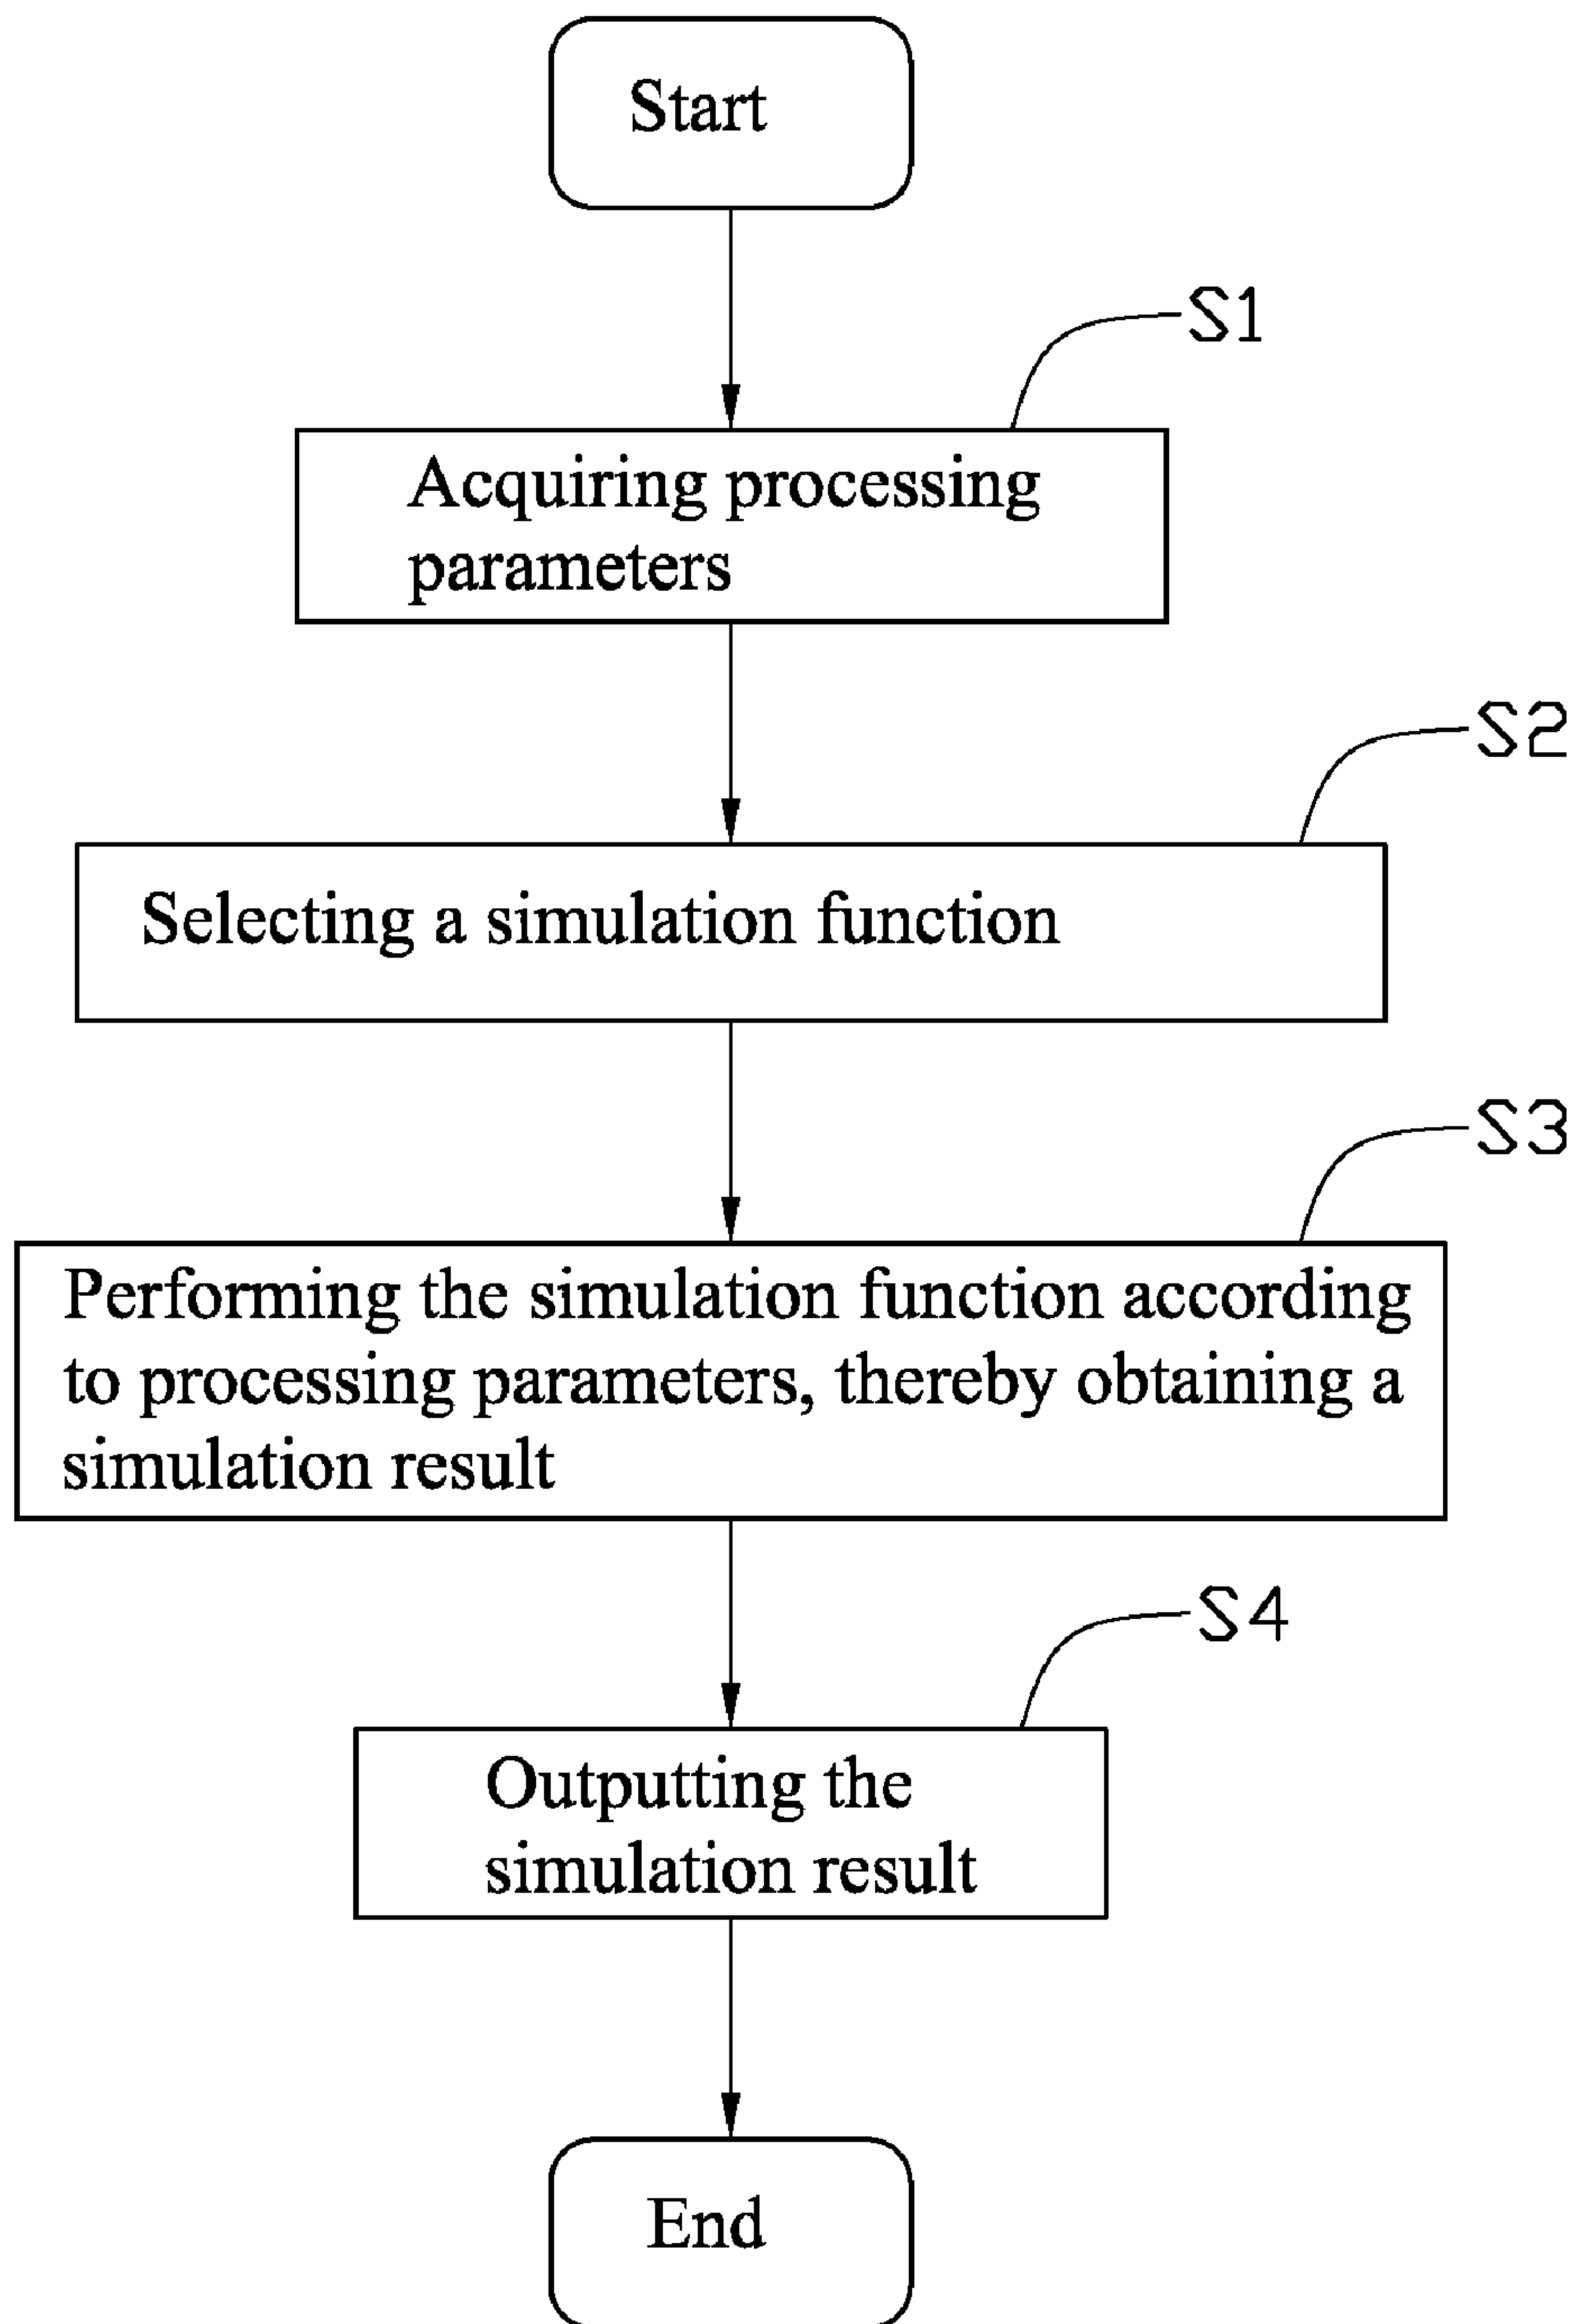 Start
S1
Acquiring processing
parameters
S2
Selecting a simulation function
S3
Performing the simulation function according
to processing parameters, thereby obtaining a
simulation result
S4
Outputting the
simulation result
End